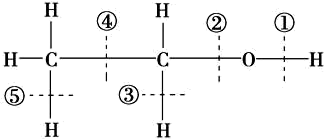 H ④ H ② ①
H C C O H
⑤ ③
H H